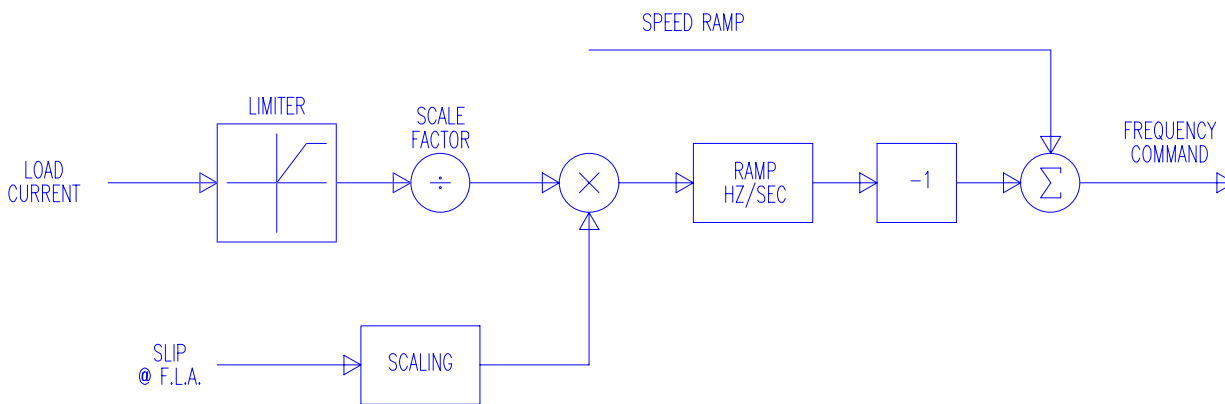 SPEED RAMP
LIMITER
SCALE
FACTOR
FREQUENCY
COMMAND
LOAD
CURRENT
÷
×
RAMP
HZ/SEC
-1
Σ
SLIP
@ F.L.A.
SCALING